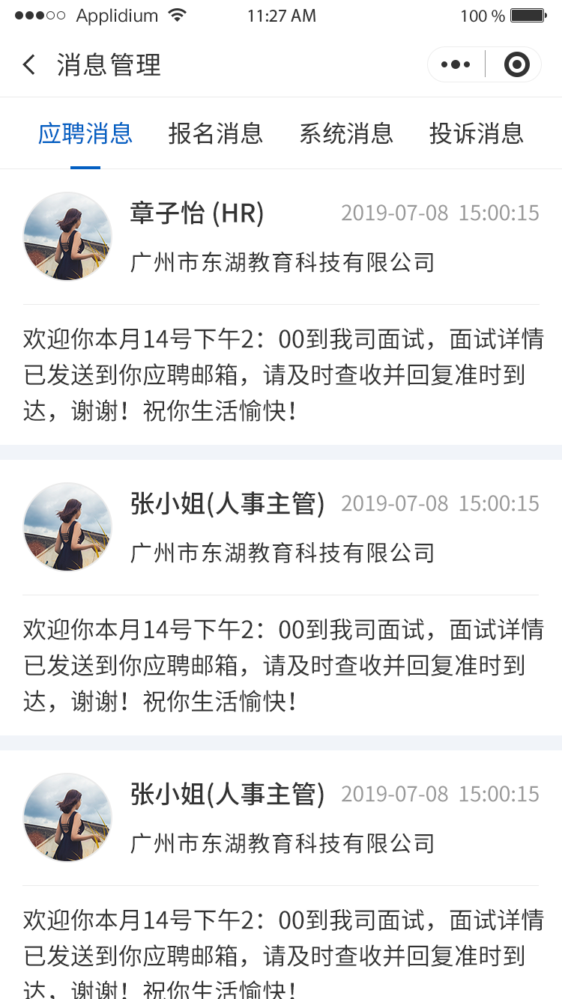 Applidium
11:27 AM
100 %
消息管理
应聘消息 报名消息 系统消息 投诉消息
章子怡 (HR) 2019-07-08 15:00:15
广州市东湖教育科技有限公司
欢迎你本月14号下午2：00到我司面试，面试详情
已发送到你应聘邮箱，请及时查收并回复准时到
达，谢谢！祝你生活愉快！
张小姐(人事主管) 2019-07-08 15:00:15
广州市东湖教育科技有限公司
欢迎你本月14号下午2：00到我司面试，面试详情
已发送到你应聘邮箱，请及时查收并回复准时到
达，谢谢！祝你生活愉快！
张小姐(人事主管) 2019-07-08 15:00:15
广州市东湖教育科技有限公司
欢迎你本月14号下午2：00到我司面试，面试详情
已发送到你应聘邮箱，请及时查收并回复准时到
达，谢谢！祝你生活愉快！